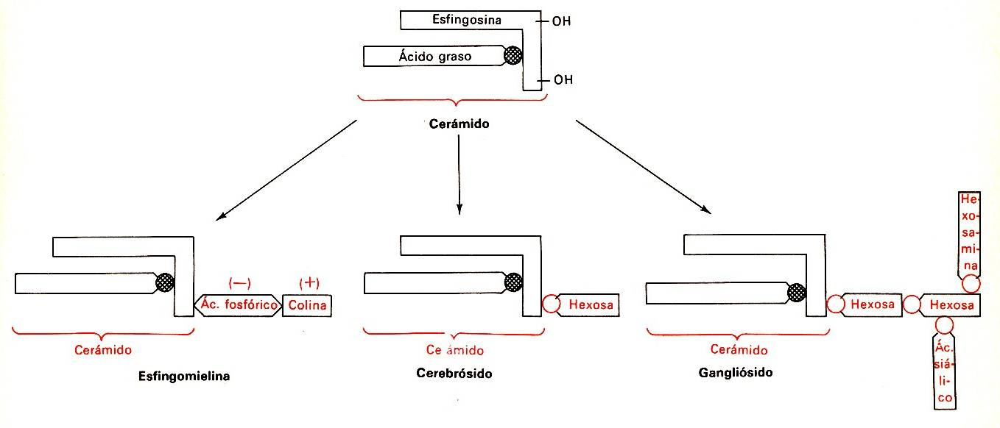 Esfingosina
OH
Ácido graso
OH
Cerámido
(—)
(+)
Ác. fosfórico
Colina
Cerámido
Esfingomielina
Hexosa
Ce ámido
Cerebrósido
He-
xo-
sa-
mi-
na
Hexosa
Hexosa
Ác.
siá-
li-
co
Cerámido
Gangliósido